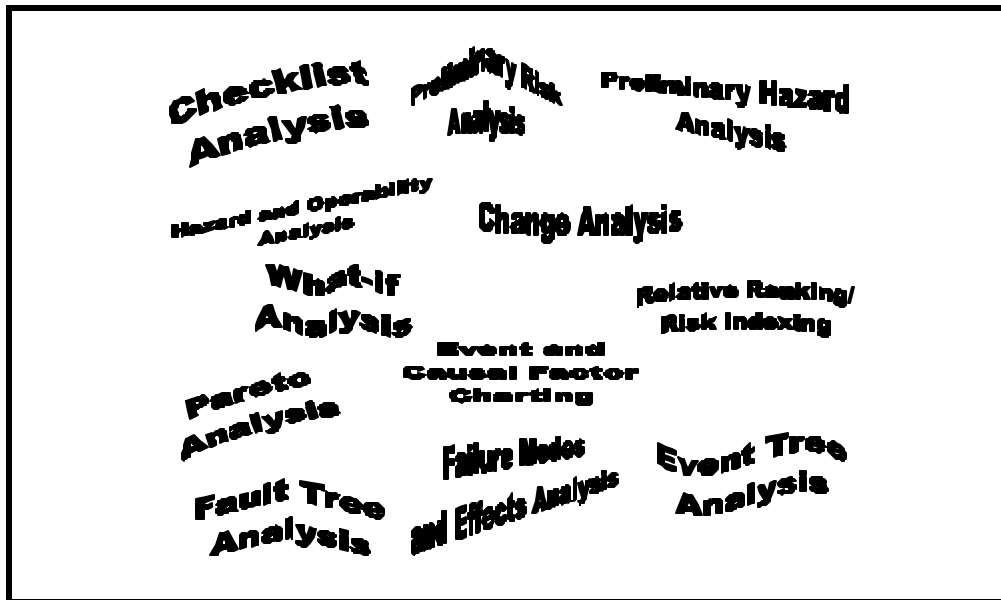 Checklist
Analysis
Preliminary Risk
Analysis
Preliminary Hazard
Analysis
Hazard and Operability
Analysis
Change Analysis
What-if
Analysis
Relative Ranking/
Risk Indexing
Event and
Causal Factor
Charting
Pareto
Analysis
Failure Modes
and Effects Analysis
Event Tree
Analysis
Fault Tree
Analysis